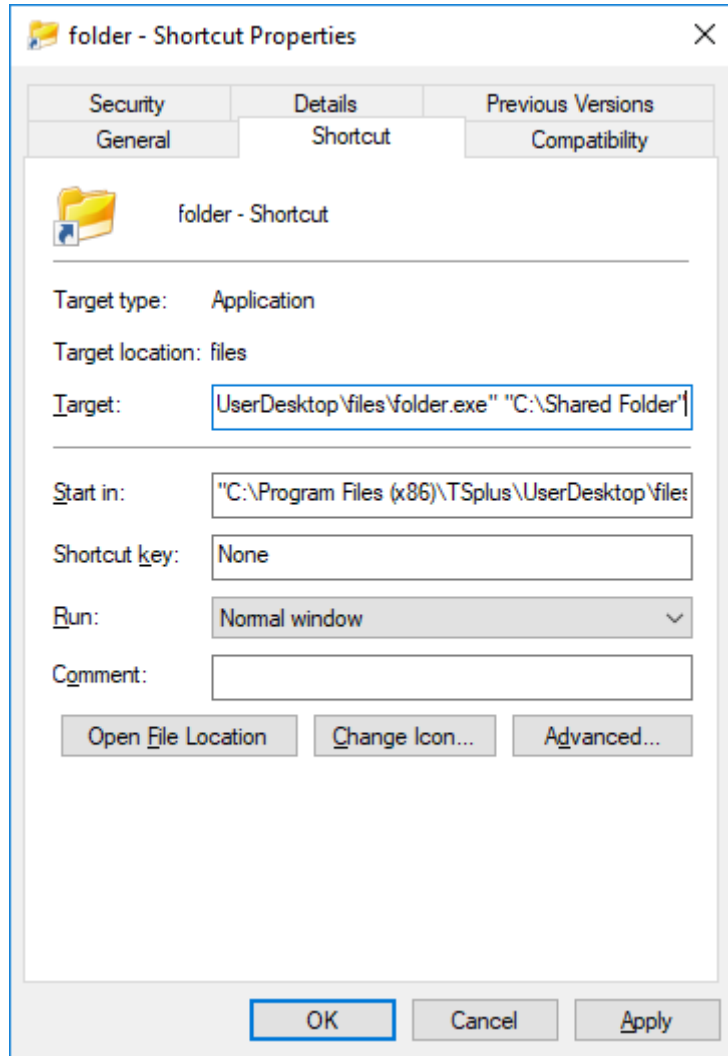 folder - Shortcut Properties
Security Details Previous Versions
General Shortcut Compatibility
folder - Shortcut
Target type: Application
Target location: files
Target: UserDesktop\files\folder.exe" "C:\Shared Folder"
Start in: "C:\Program Files (x86)\TSplus\UserDesktop\files
Shortcut key: None
Run: Normal window
Comment:
Open File Location Change Icon... Advanced...
OK Cancel Apply